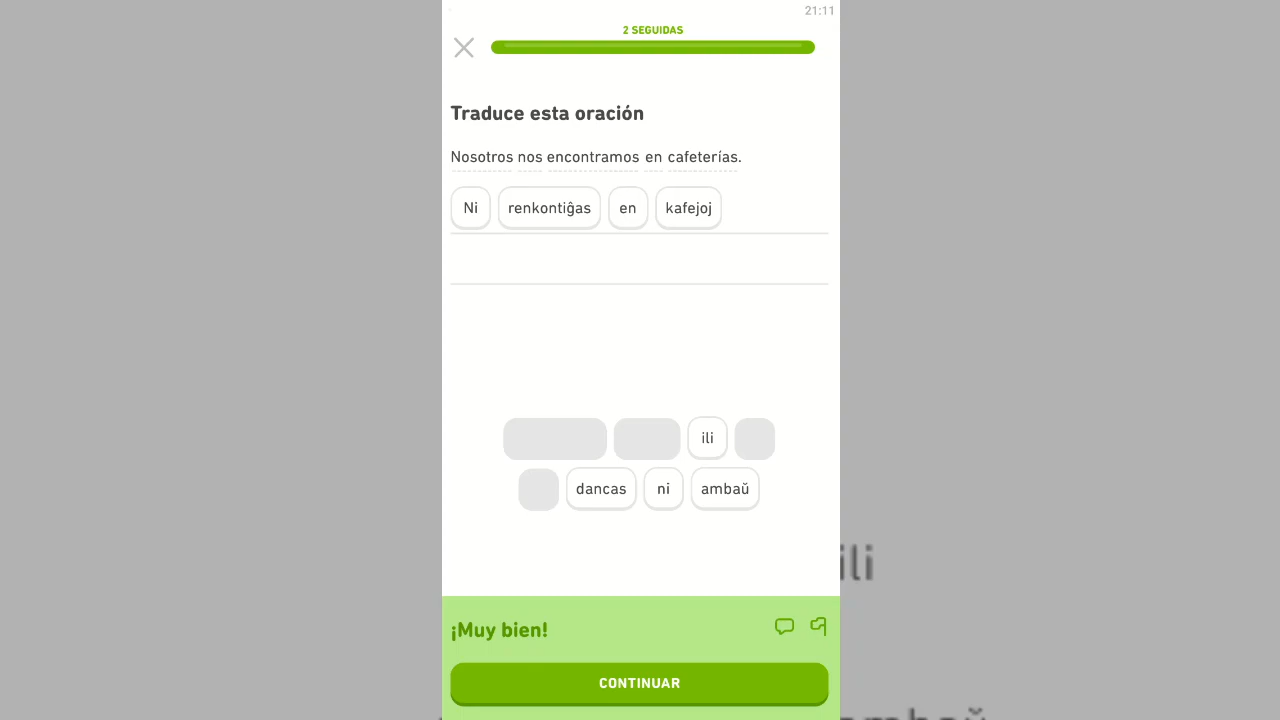 21:11
2 SEGUIDAS
Traduce esta oración
Nosotros nos encontramos en cafeterías.
Ni renkontiĝas en kafejoj
ili
dancas ni ambaŭ
¡Muy bien!
CONTINUAR
ili